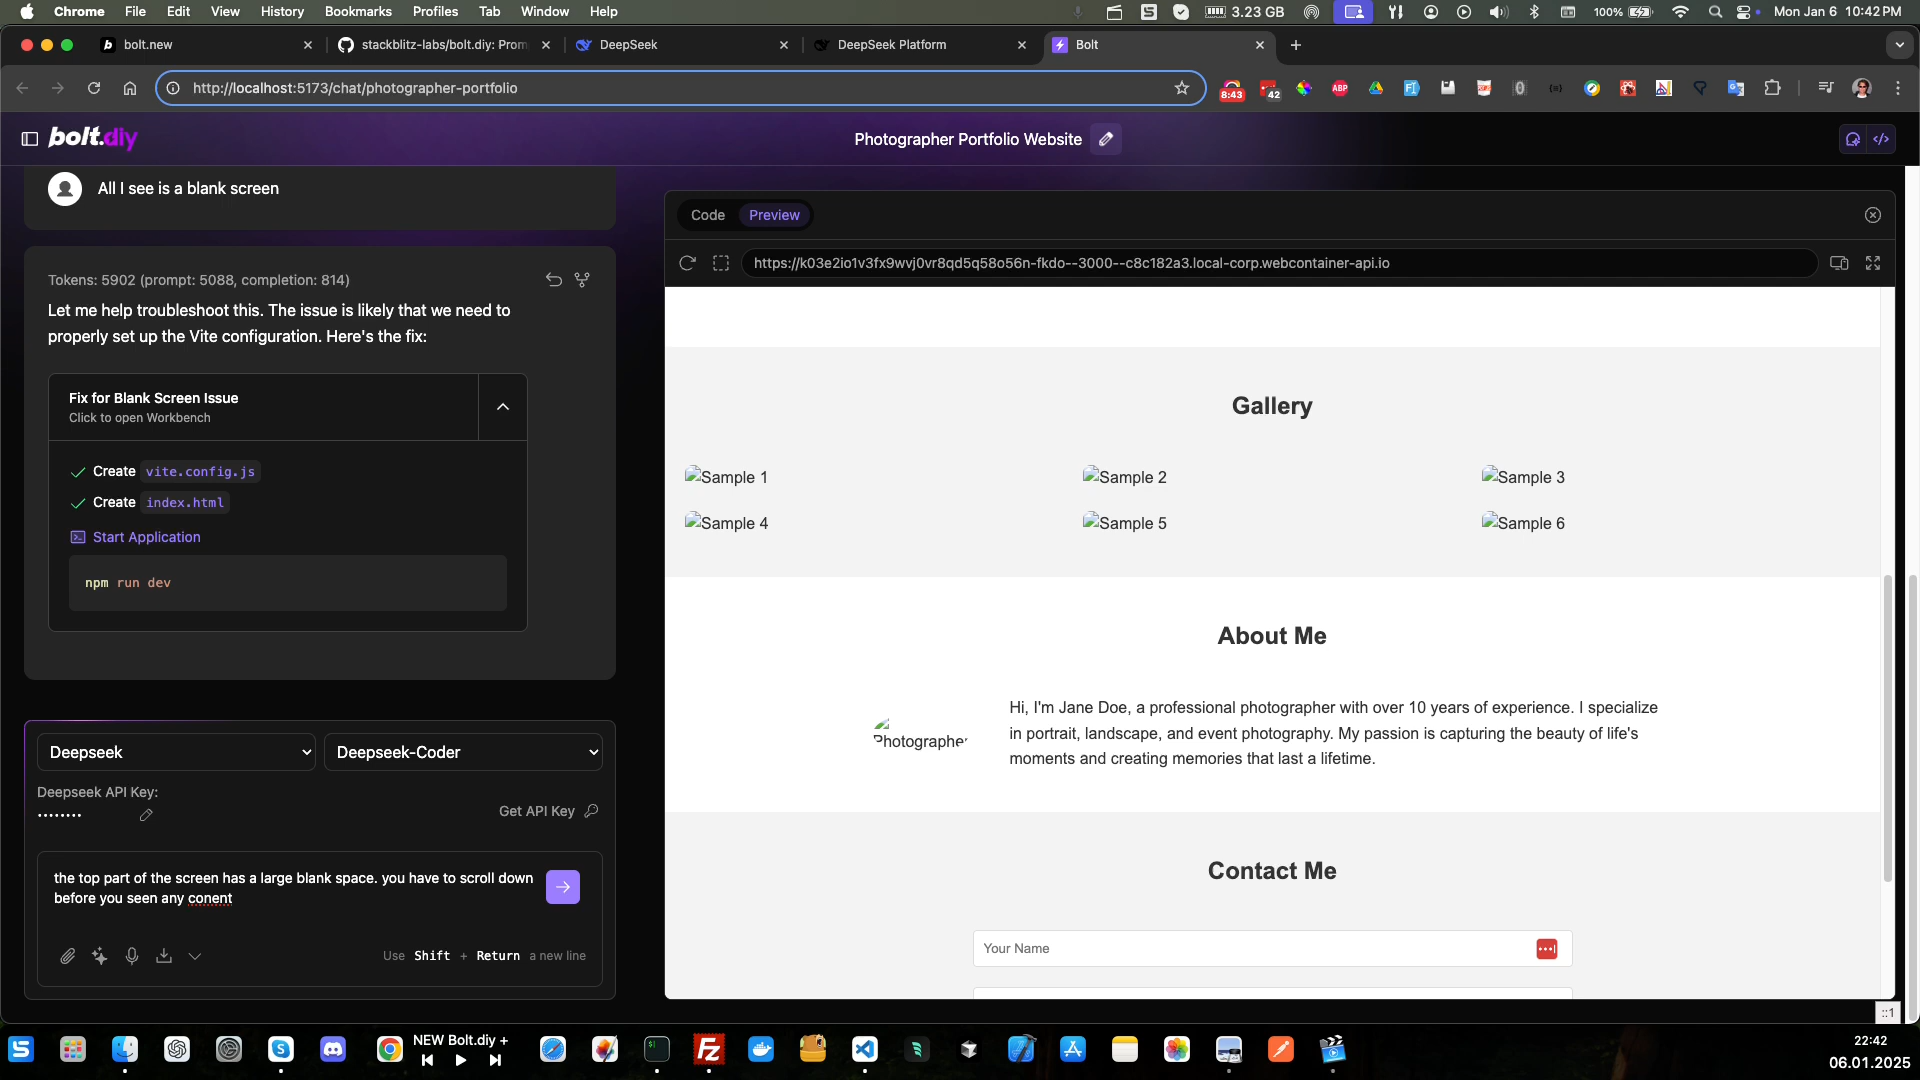 Chrome File Edit View History Bookmarks Profiles Tab Window Help
3.23 GB 100% Mon Jan 6 10:42 PM
bolt.new
stackblitz-labs/bolt.diy: Prom
DeepSeek
DeepSeek Platform
Bolt
http://localhost:5173/chat/photographer-portfolio
8:43
42
ABP
bolt.diy
Photographer Portfolio Website
All I see is a blank screen
Tokens: 5902 (prompt: 5088, completion: 814)
Let me help troubleshoot this. The issue is likely that we need to
properly set up the Vite configuration. Here's the fix:
Fix for Blank Screen Issue
Click to open Workbench
Create vite.config.js
Create index.html
Start Application
npm run dev
Deepseek
Deepseek-Coder
Deepseek API Key:
Get API Key
the top part of the screen has a large blank space. you have to scroll down
before you seen any conent
Use Shift + Return a new line
Code Preview
https://k03e2io1v3fx9wvj0vr8qd5q58o56n-fkdo--3000--c8c182a3.local-corp.webcontainer-api.io
Gallery
Sample 1
Sample 2
Sample 3
Sample 4
Sample 5
Sample 6
About Me
Photographer
Hi, I'm Jane Doe, a professional photographer with over 10 years of experience. I specialize
in portrait, landscape, and event photography. My passion is capturing the beauty of life's
moments and creating memories that last a lifetime.
Contact Me
Your Name
::1
NEW Bolt.diy +
22:42
06.01.2025